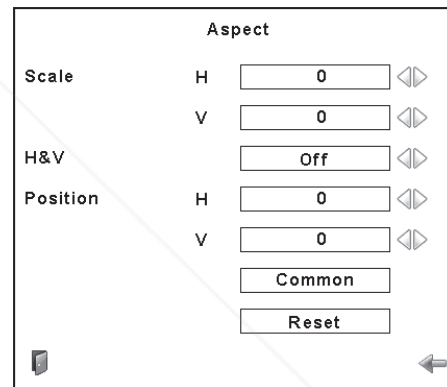 Aspect
Scale H 0
V 0
H&V Off
Position H 0
V 0
Common
Reset